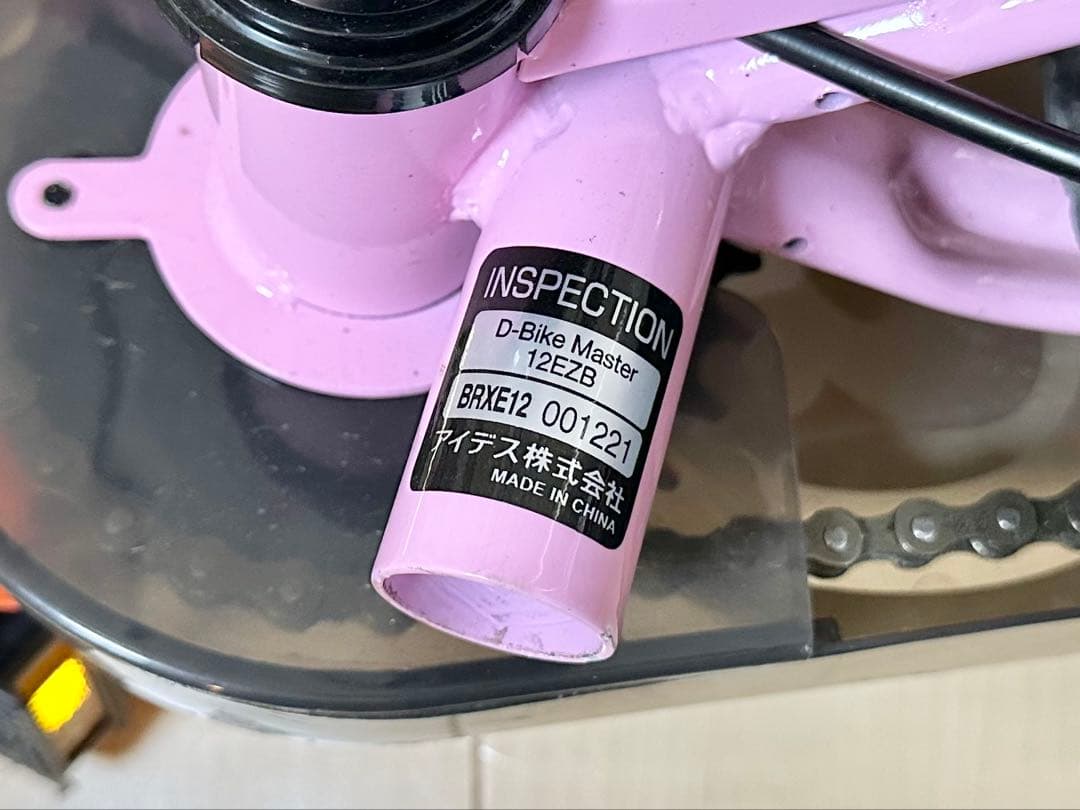 INSPECTION
D-Bike Master
12EZB
BRXE12 001221
アイデス株式会社
MADE IN CHINA